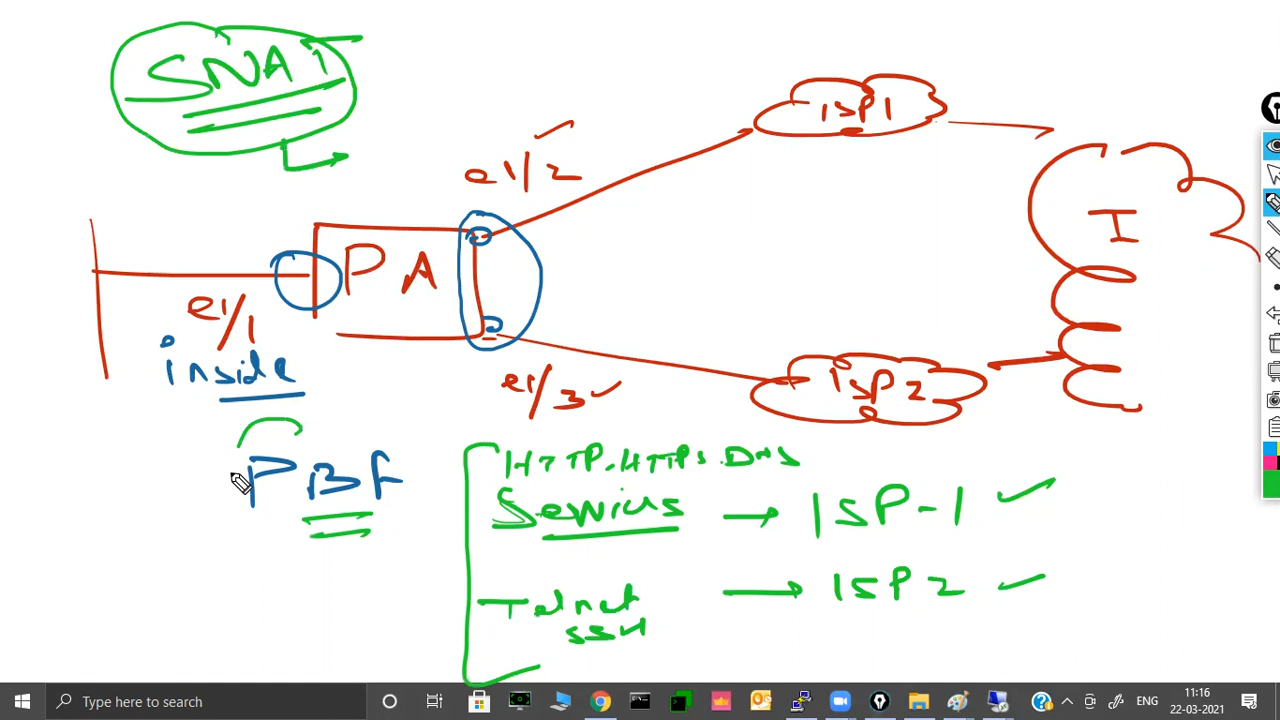 SNAT
ISP1
e1/2
I
PA
e1/1
inside
e1/3
ISP2
PBF
HTTP.HTTPS.DNS
Services → ISP-1 ✓
Telnet → ISP2 ✓
SSH
Type here to search
ENG
11:16
22-03-2021